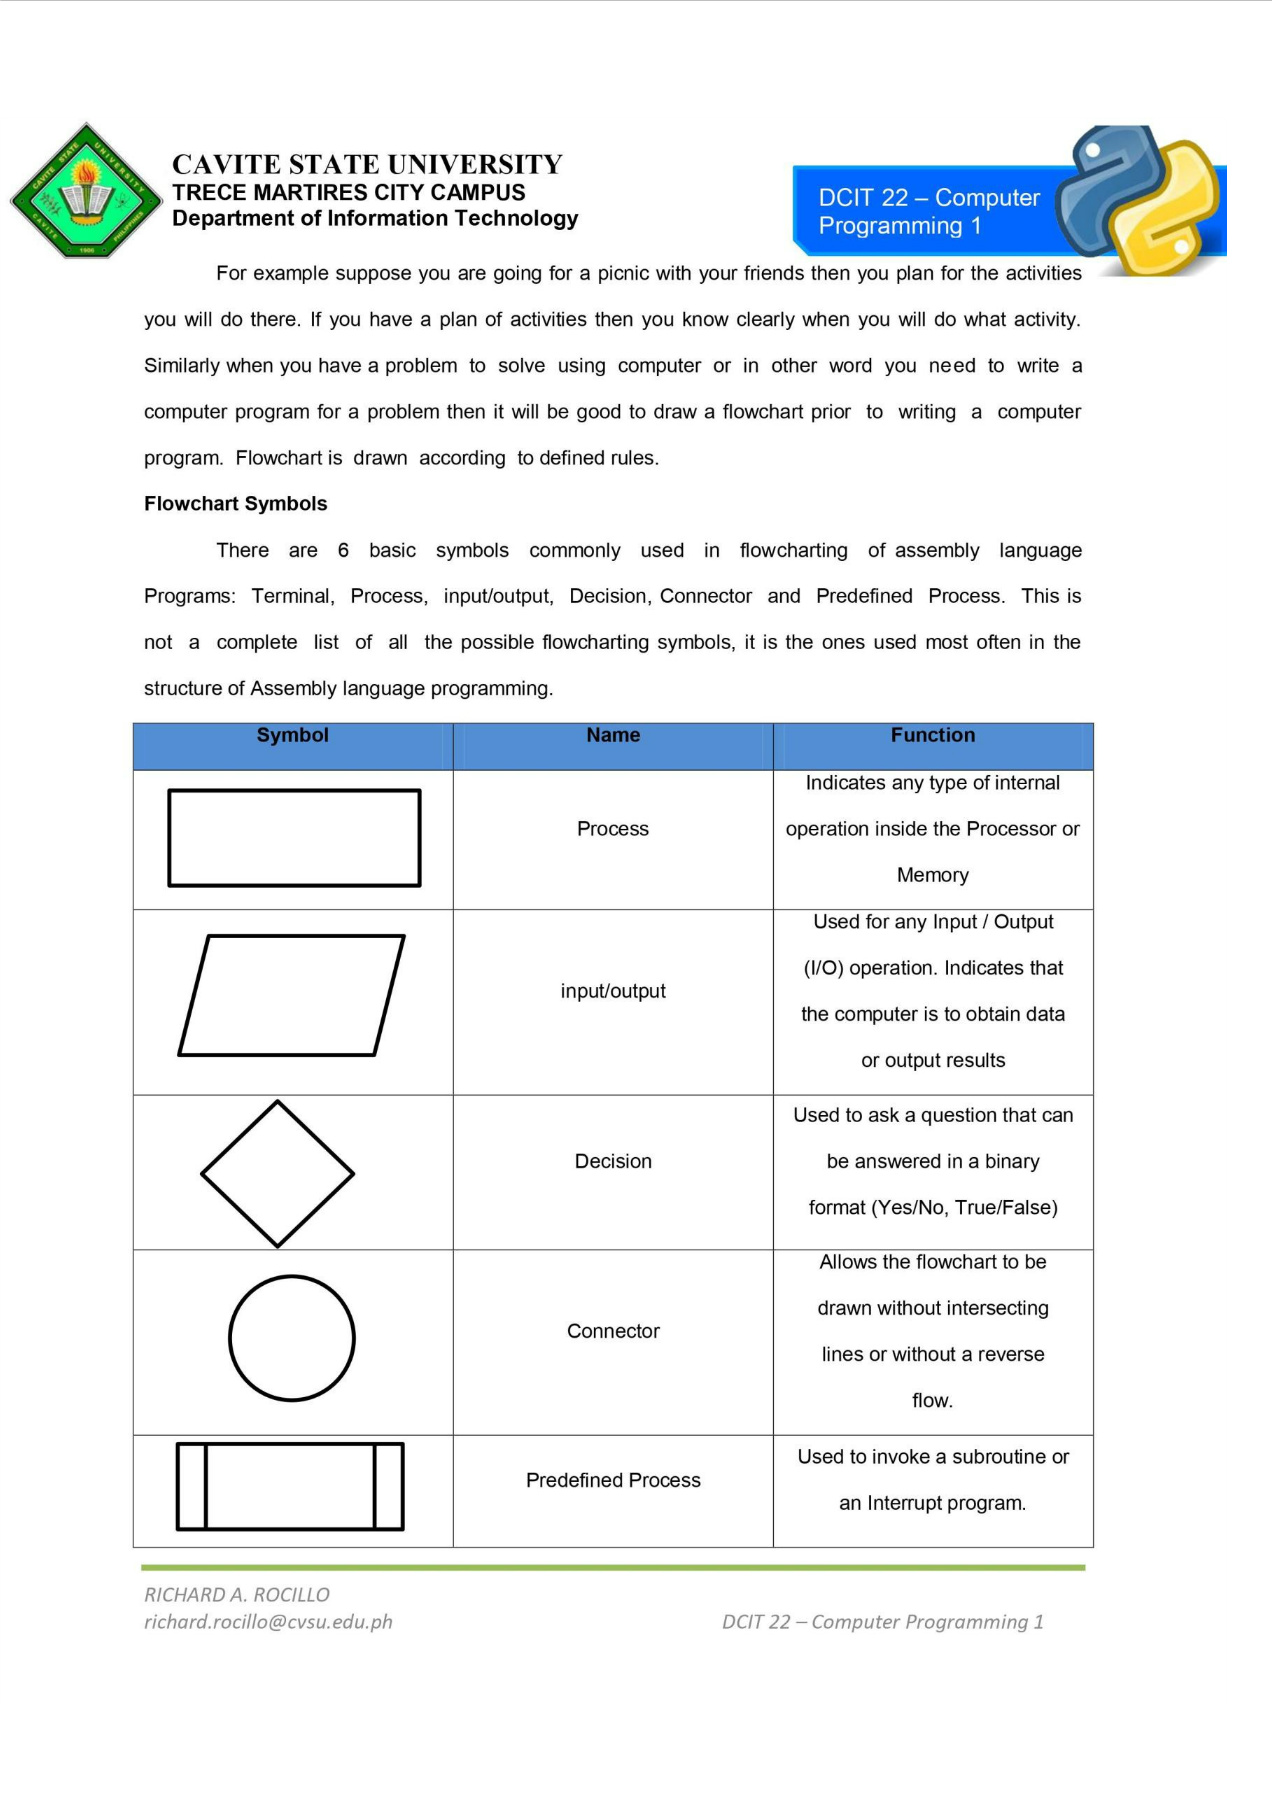 CAVITE STATE UNIVERSITY
TRECE MARTIRES CITY CAMPUS
Department of Information Technology
DCIT 22 – Computer
Programming 1
CAVITE STATE UNIVERSITY
CAVITE
PHILIPPINES
1906
For example suppose you are going for a picnic with your friends then you plan for the activities
you will do there. If you have a plan of activities then you know clearly when you will do what activity.
Similarly when you have a problem to solve using computer or in other word you need to write a
computer program for a problem then it will be good to draw a flowchart prior to writing a computer
program. Flowchart is drawn according to defined rules.
Flowchart Symbols
There are 6 basic symbols commonly used in flowcharting of assembly language
Programs: Terminal, Process, input/output, Decision, Connector and Predefined Process. This is
not a complete list of all the possible flowcharting symbols, it is the ones used most often in the
structure of Assembly language programming.
Symbol Name Function
Process
Indicates any type of internal
operation inside the Processor or
Memory
input/output
Used for any Input / Output
(I/O) operation. Indicates that
the computer is to obtain data
or output results
Decision
Used to ask a question that can
be answered in a binary
format (Yes/No, True/False)
Connector
Allows the flowchart to be
drawn without intersecting
lines or without a reverse
flow.
Predefined Process
Used to invoke a subroutine or
an Interrupt program.
RICHARD A. ROCILLO
richard.rocillo@cvsu.edu.ph
DCIT 22 – Computer Programming 1